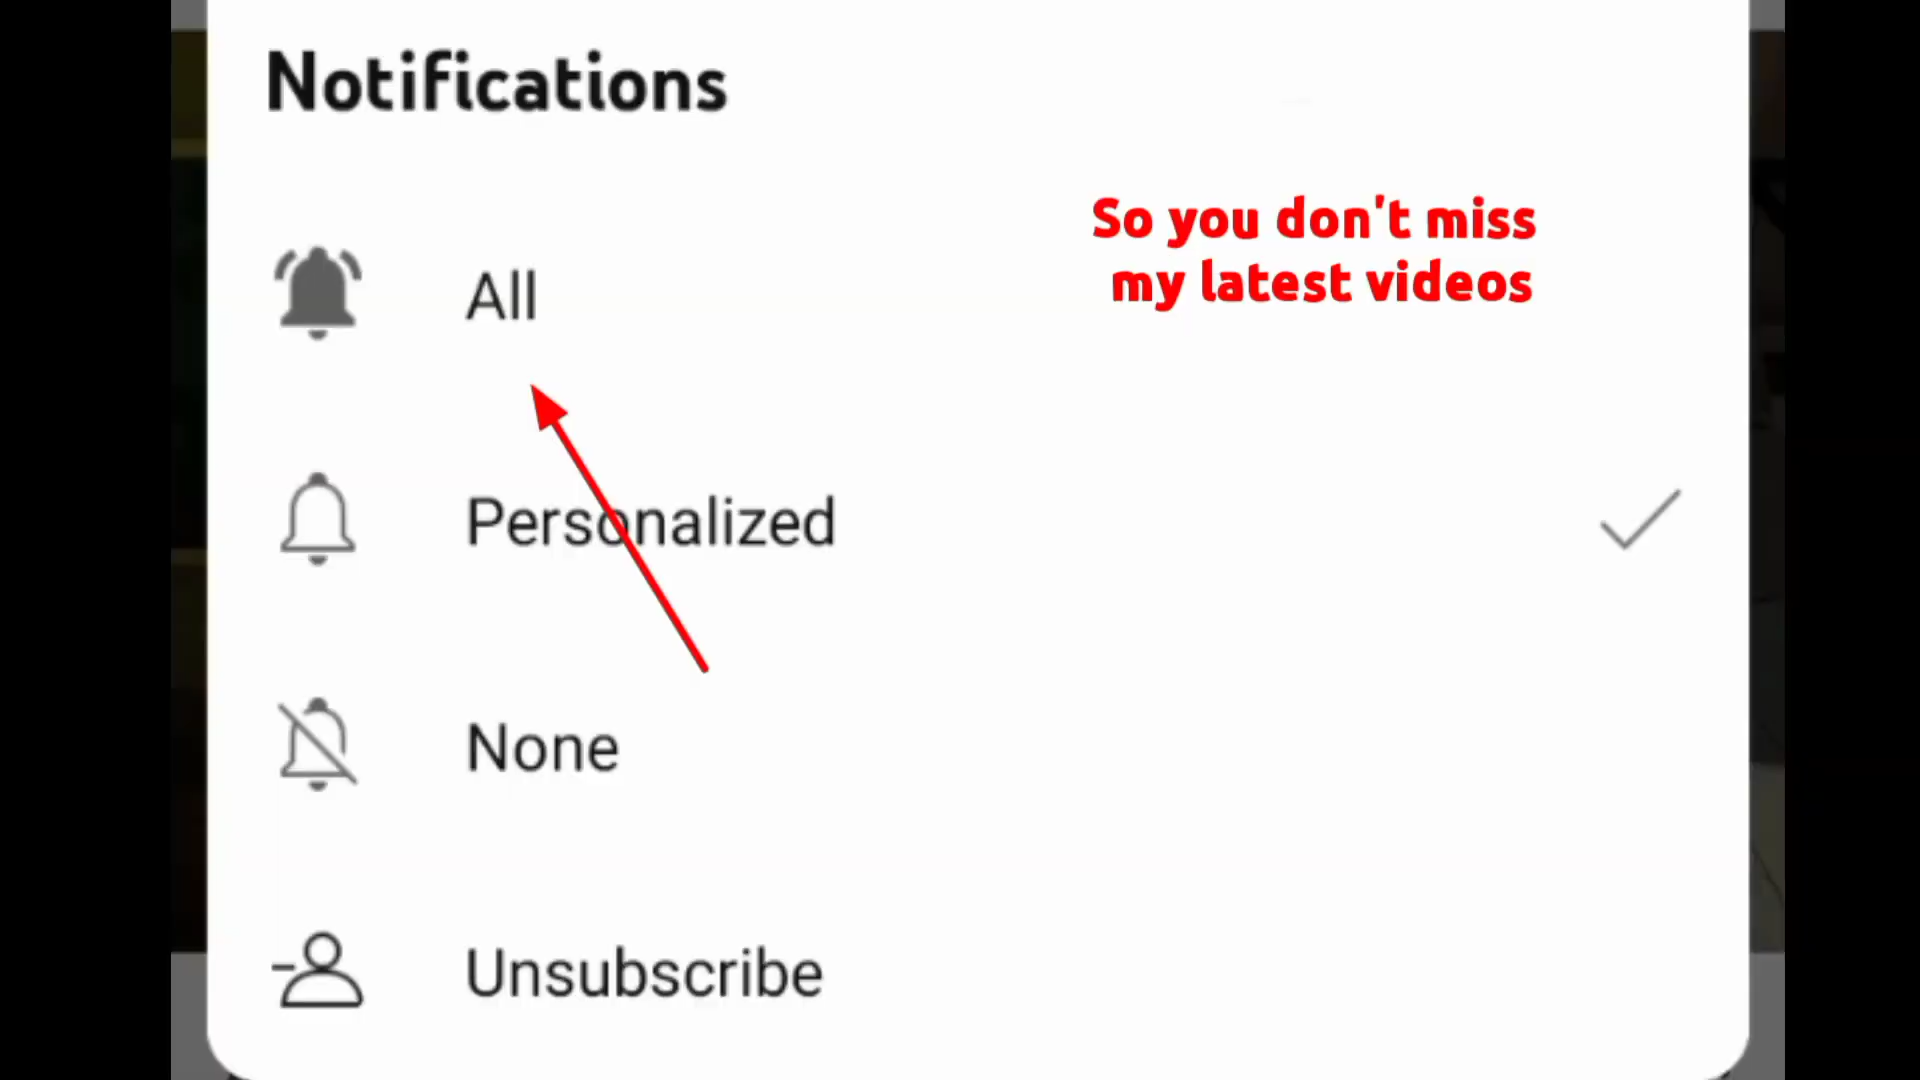 Notifications
So you don't miss
my latest videos
All
Personalized
None
Unsubscribe